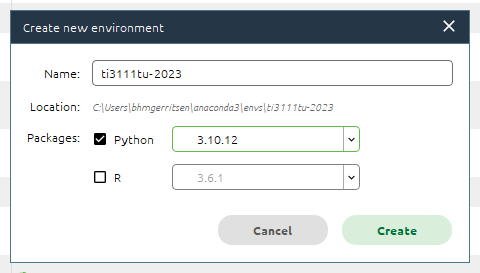 Create new environment
Name: ti3111tu-2023
Location: C:\Users\bhmgerritsen\anaconda3\envs\ti3111tu-2023
Packages: Python 3.10.12
R 3.6.1
Cancel Create